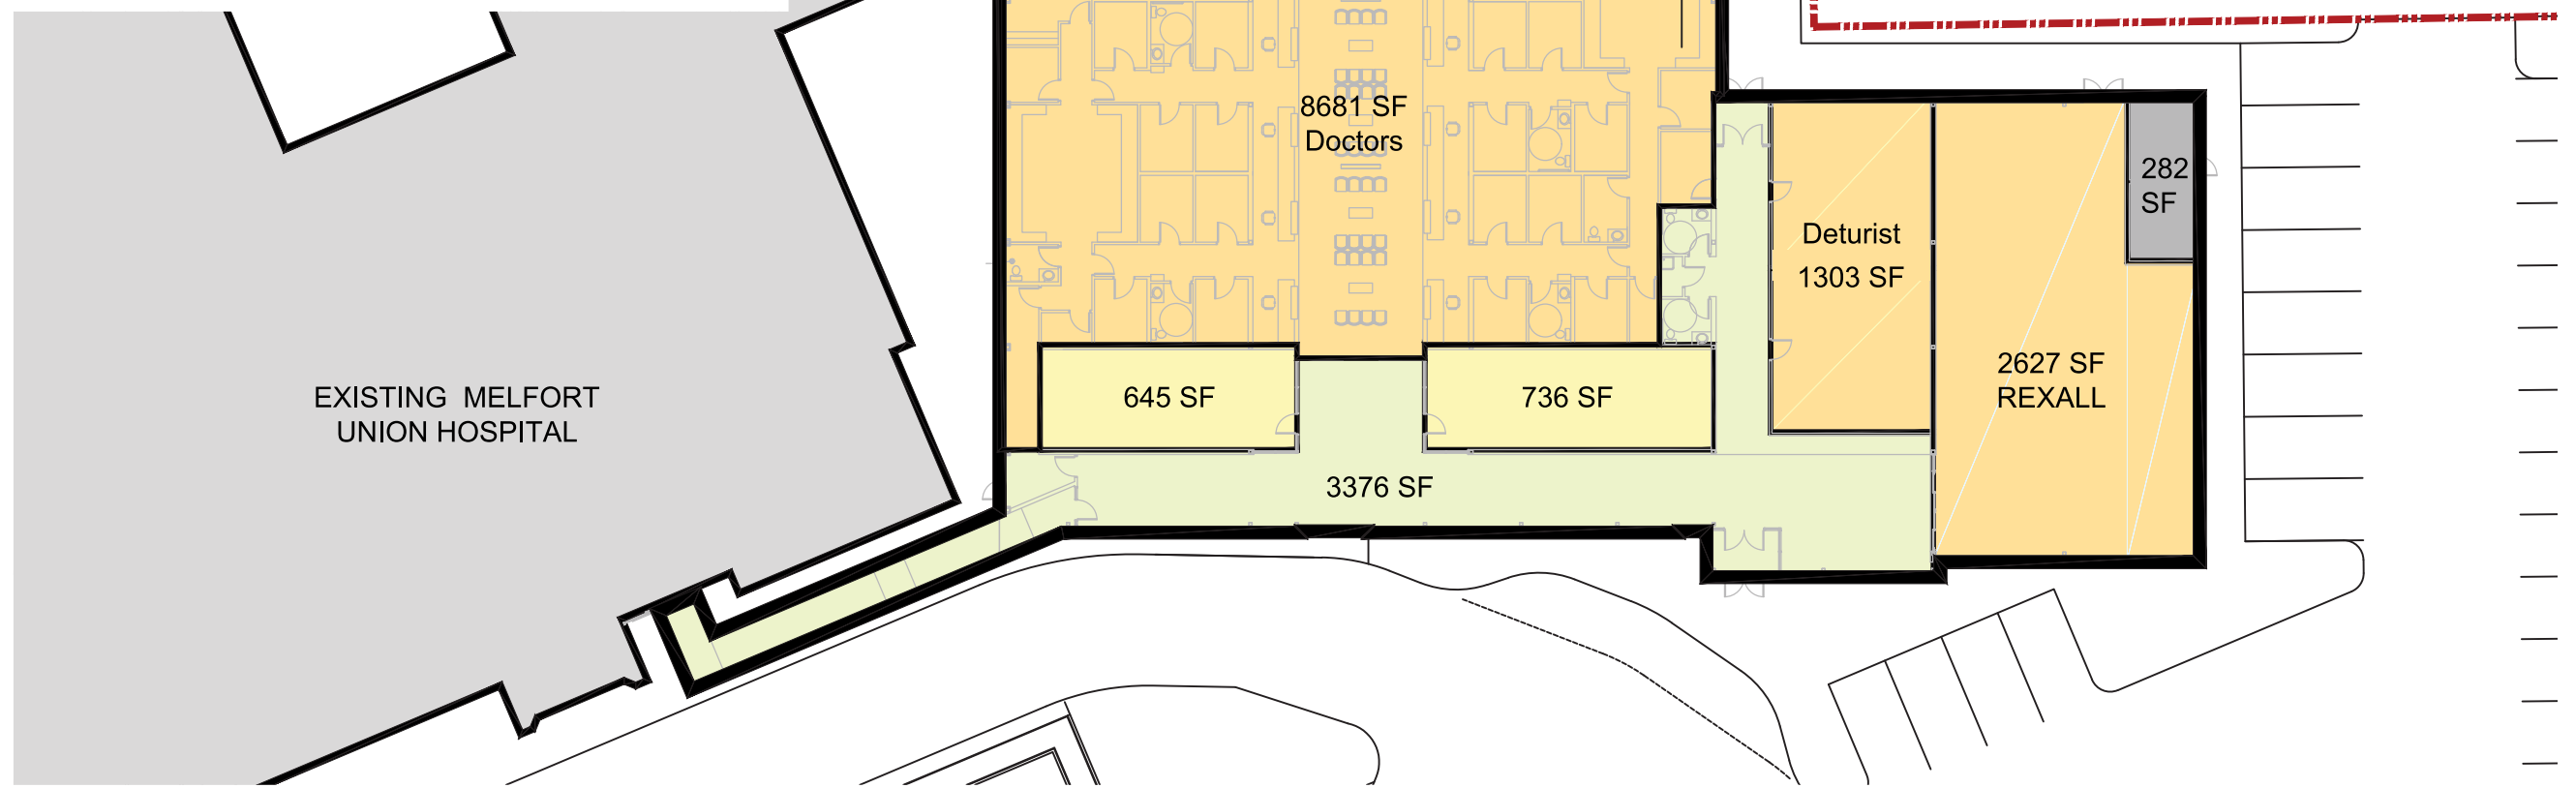 8681 SF
Doctors
282
SF
Deturist
1303 SF
2627 SF
REXALL
EXISTING MELFORT
UNION HOSPITAL
645 SF
736 SF
3376 SF